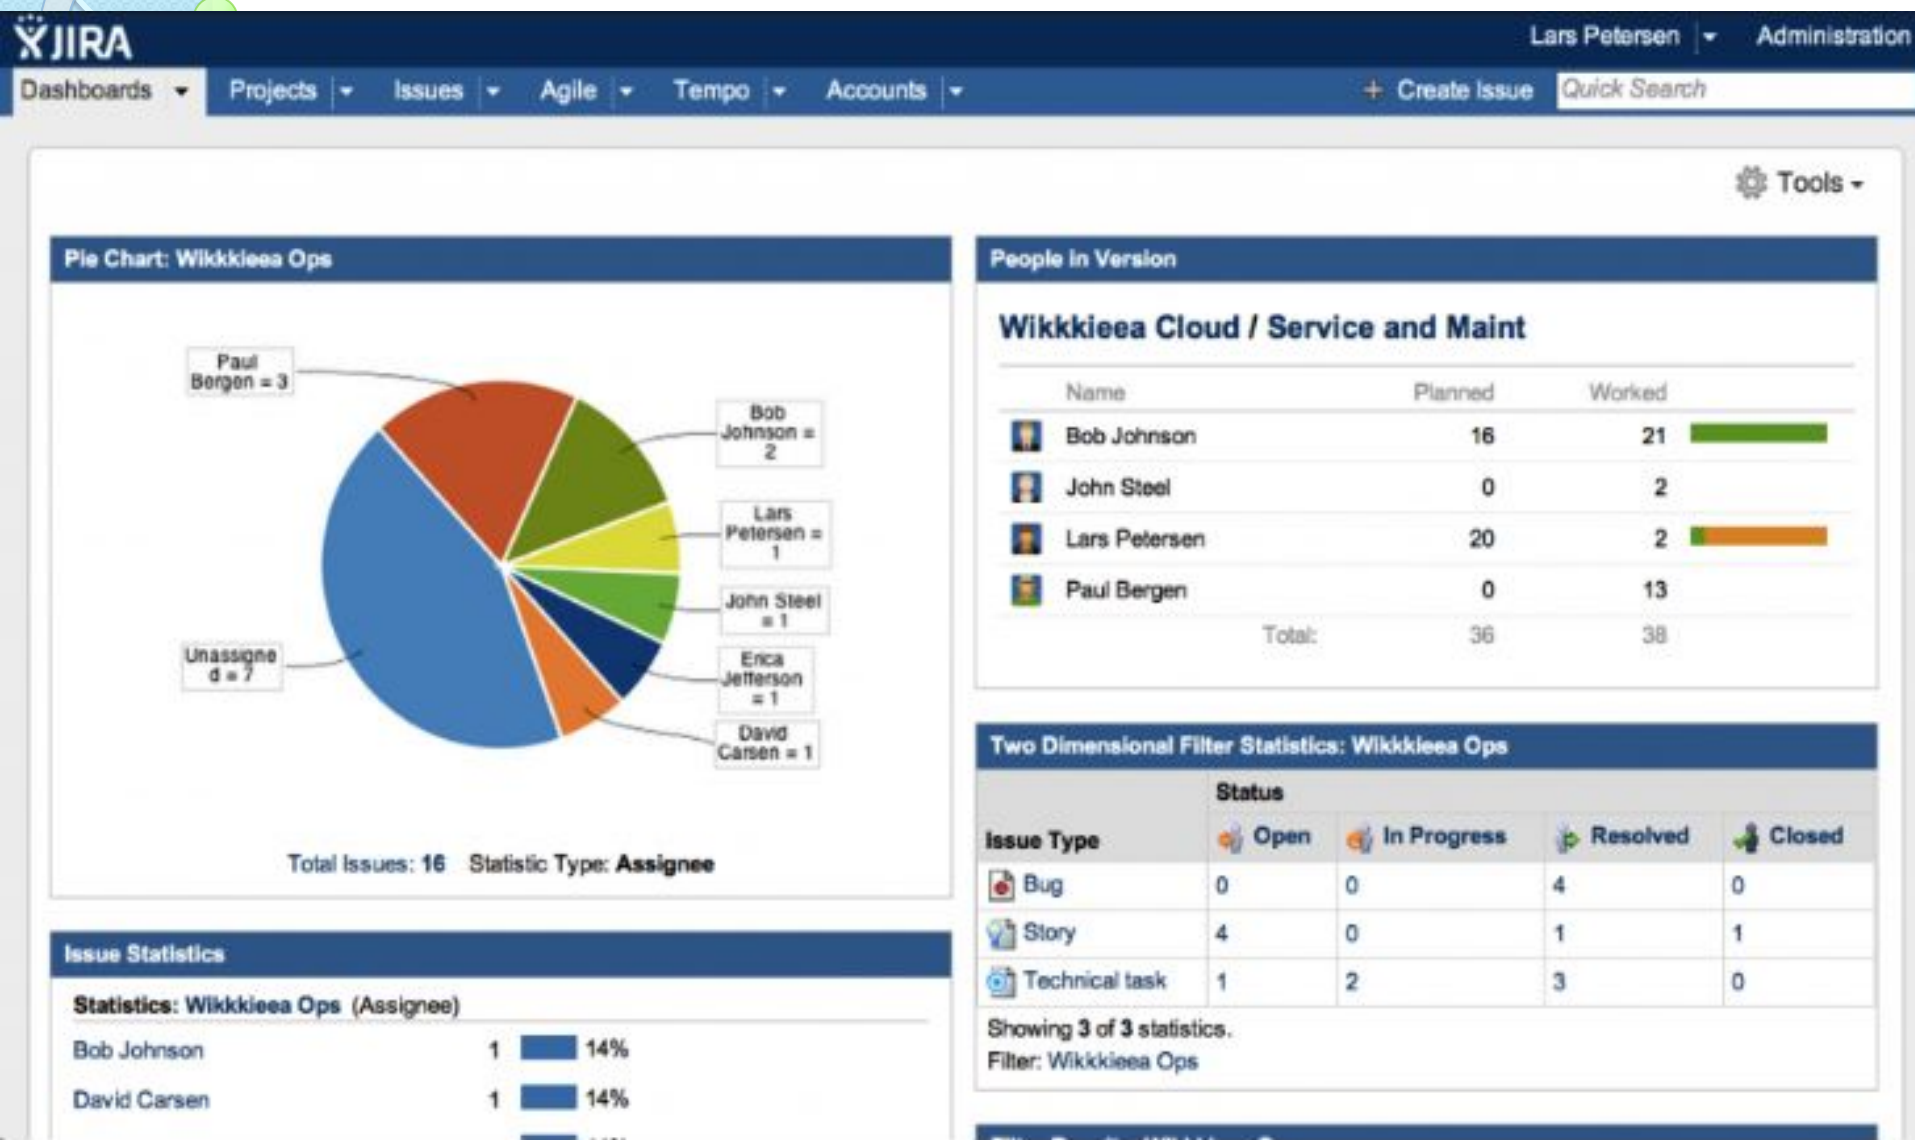 JIRA
Lars Petersen
Administration
Dashboards
Projects
Issues
Agile
Tempo
Accounts
+ Create Issue
Quick Search
Tools
Pie Chart: Wikkkieea Ops
Paul
Bergen = 3
Bob
Johnson =
2
Lars
Petersen =
1
John Steel
= 1
Erica
Jefferson
= 1
David
Carsen = 1
Unassigne
d = 7
Total Issues: 16 Statistic Type: Assignee
Issue Statistics
Statistics: Wikkkieea Ops (Assignee)
Bob Johnson 1 14%
David Carsen 1 14%
People in Version
Wikkkieea Cloud / Service and Maint
Name Planned Worked
Bob Johnson 16 21
John Steel 0 2
Lars Petersen 20 2
Paul Bergen 0 13
Total: 36 38
Two Dimensional Filter Statistics: Wikkkieea Ops
Status
Issue Type Open In Progress Resolved Closed
Bug 0 0 4 0
Story 4 0 1 1
Technical task 1 2 3 0
Showing 3 of 3 statistics.
Filter: Wikkkieea Ops